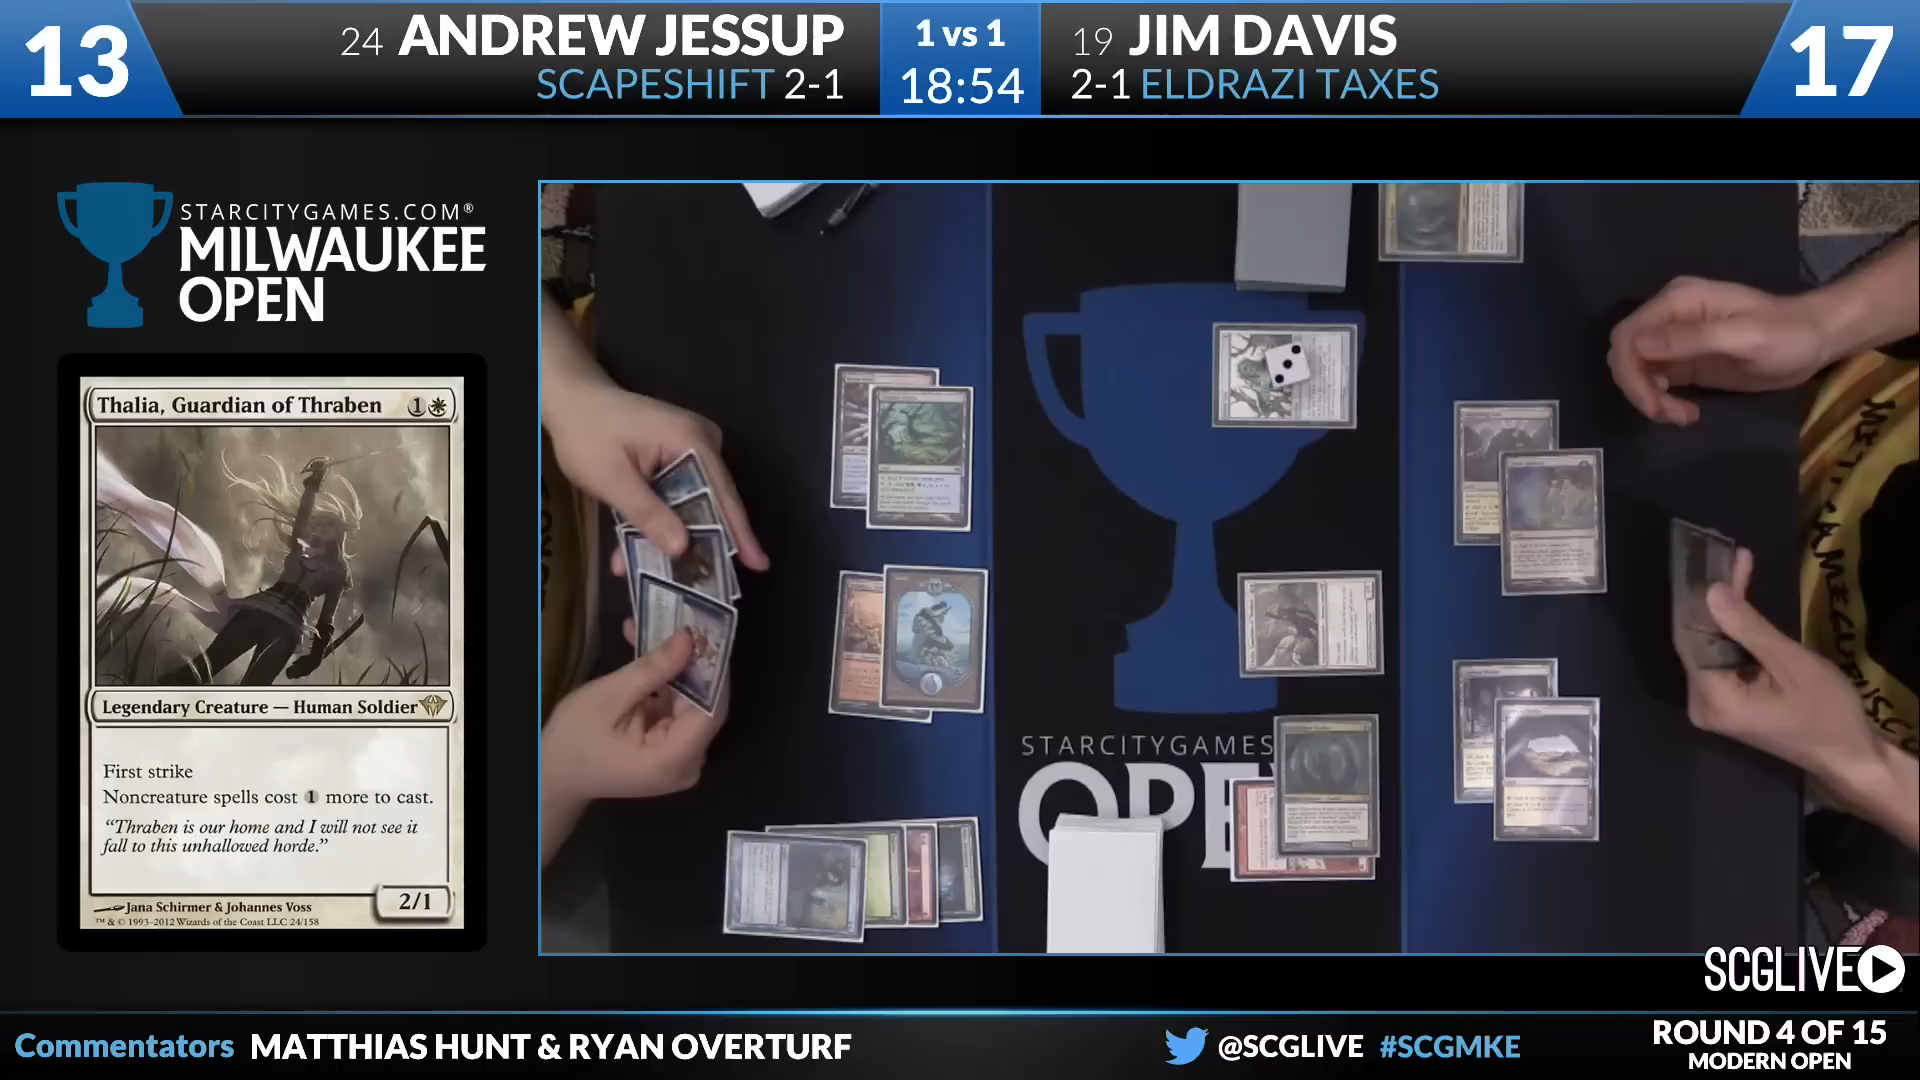 13
24 ANDREW JESSUP
SCAPESHIFT 2-1
1 vs 1
18:54
19 JIM DAVIS
2-1 ELDRAZI TAXES
17
STARCITYGAMES.COM®
MILWAUKEE
OPEN
Thalia, Guardian of Thraben 1
Legendary Creature — Human Soldier
First strike
Noncreature spells cost 1 more to cast.
"Thraben is our home and I will not see it
fall to this unhallowed horde."
2/1
Jana Schirmer & Johannes Voss
™ & © 1993–2012 Wizards of the Coast LLC 24/158
STARCITYGAMES
OPE
SCGLIVE
Commentators MATTHIAS HUNT & RYAN OVERTURF
@SCGLIVE #SCGMKE
ROUND 4 OF 15
MODERN OPEN